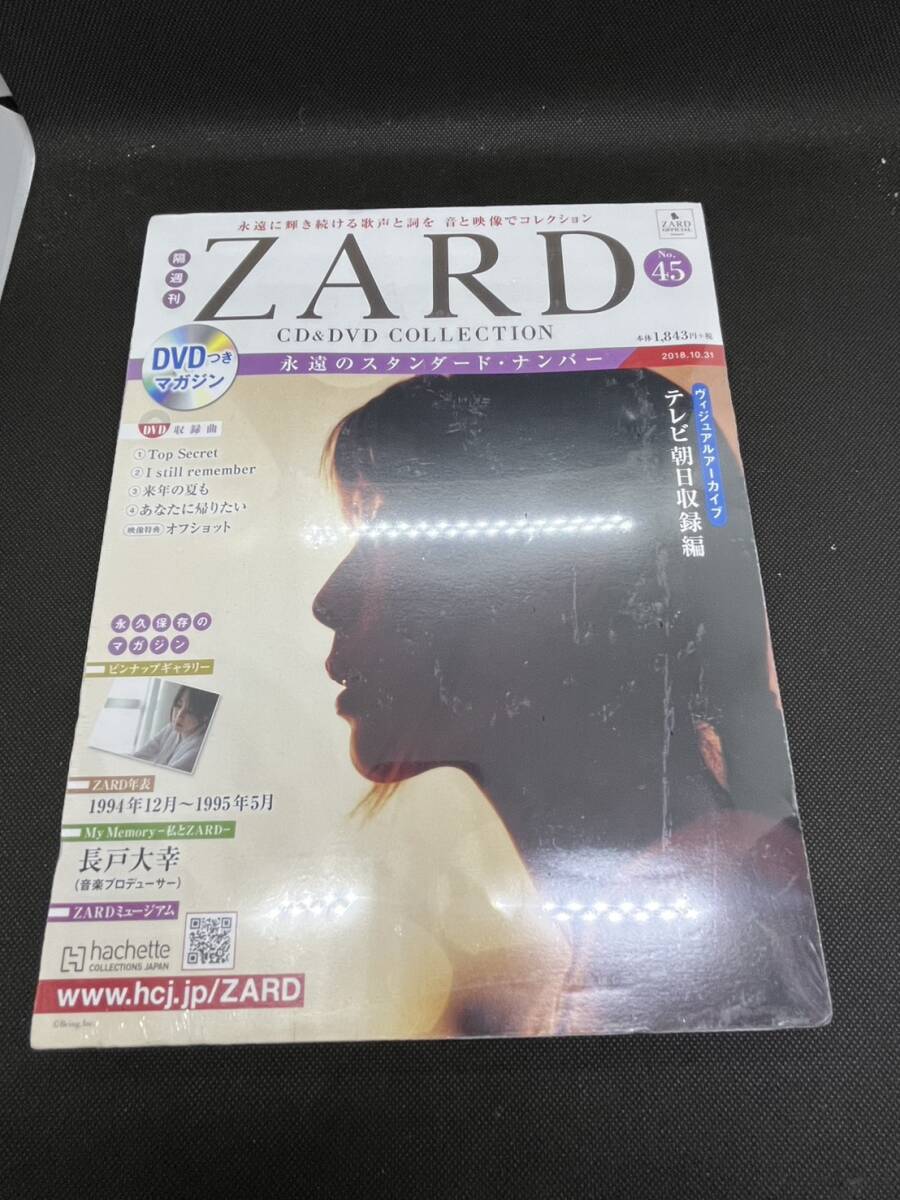 永遠に輝き続ける歌声と詞を 音と映像でコレクション
隔週刊
ZARD
ZARD
OFFICIAL
No.
45
CD&DVD COLLECTION
本体1,843円+税
永遠のスタンダード・ナンバー
2018.10.31
DVDつき
マガジン
ヴィジュアルアーカイブ
テレビ朝日収録編
DVD 収録曲
①Top Secret
②I still remember
③来年の夏も
④あなたに帰りたい
映像特典 オフショット
永久保存の
マガジン
ピンナップギャラリー
ZARD年表
1994年12月〜1995年5月
My Memory-私とZARD-
長戸大幸
(音楽プロデューサー)
ZARDミュージアム
hachette
COLLECTIONS JAPAN
www.hcj.jp/ZARD
©Being, Inc.